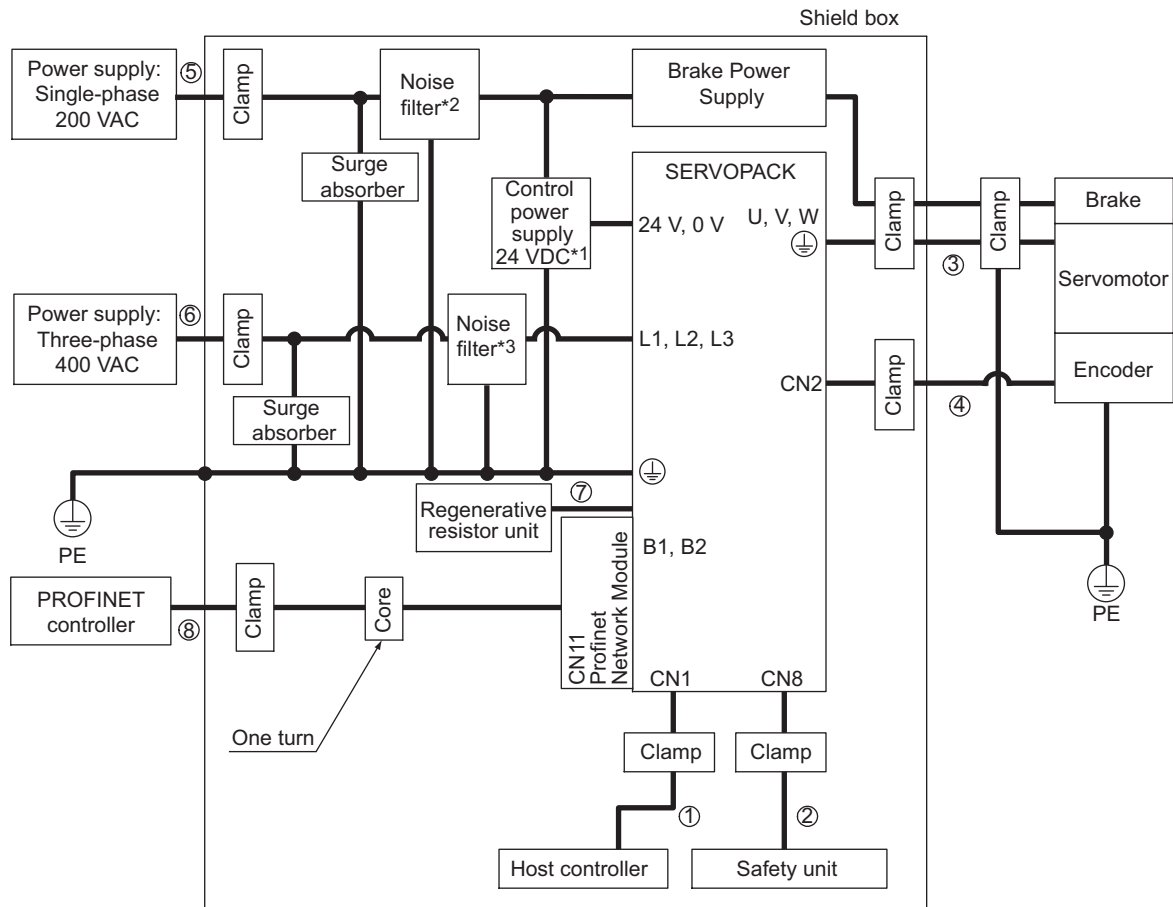 Shield box
Power supply:
Single-phase
200 VAC
⑤
Clamp
Noise
filter*2
Brake Power
Supply
Surge
absorber
Control
power
supply
24 VDC*1
SERVOPACK
24 V, 0 V
U, V, W
Clamp
Clamp
③
Brake
Servomotor
Encoder
Power supply:
Three-phase
400 VAC
⑥
Clamp
Noise
filter*3
L1, L2, L3
CN2
Clamp
④
Surge
absorber
PE
Regenerative
resistor unit
⑦
B1, B2
PE
PROFINET
controller
⑧
Clamp
Core
CN11
Profinet
Network Module
One turn
CN1
CN8
Clamp
Clamp
①
②
Host controller
Safety unit